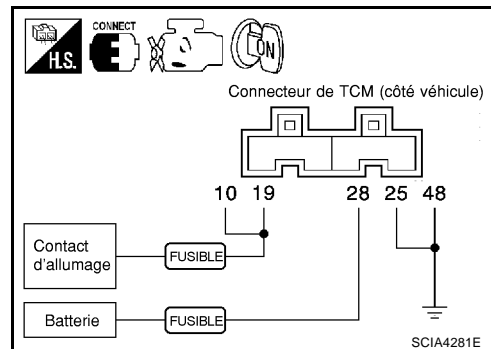 CONNECT
H.S.
ON
Connecteur de TCM (côté véhicule)
10 19 28 25 48
Contact
d'allumage
FUSIBLE
Batterie
FUSIBLE
SCIA4281E